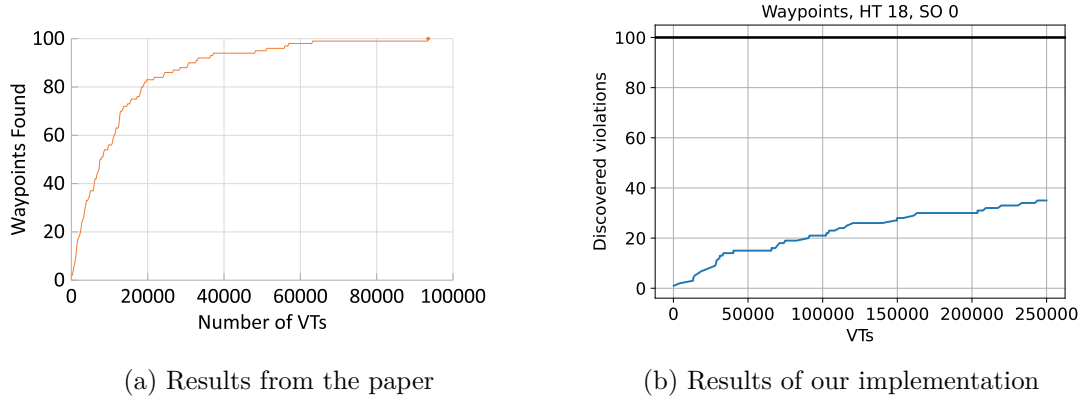 Waypoints Found
100
80
60
40
20
0
0 20000 40000 60000 80000 100000
Number of VTs
(a) Results from the paper
Waypoints, HT 18, SO 0
Discovered violations
100
80
60
40
20
0
0 50000 100000 150000 200000 250000
VTs
(b) Results of our implementation